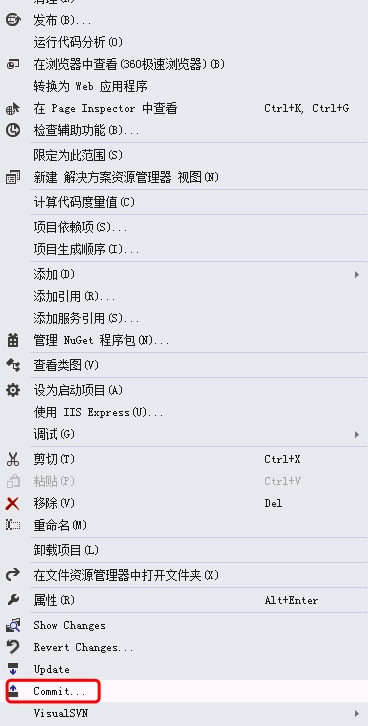 清理(N)
发布(B)...
运行代码分析(O)
在浏览器中查看(360极速浏览器)(B)
转换为 Web 应用程序
在 Page Inspector 中查看 Ctrl+K, Ctrl+G
检查辅助功能(B)...
限定为此范围(S)
新建 解决方案资源管理器 视图(N)
计算代码度量值(C)
项目依赖项(S)...
项目生成顺序(I)...
添加(D)
添加引用(R)...
添加服务引用(S)...
管理 NuGet 程序包(N)...
查看类图(V)
设为启动项目(A)
使用 IIS Express(U)...
调试(G)
剪切(T) Ctrl+X
粘贴(P) Ctrl+V
移除(V) Del
重命名(M)
卸载项目(L)
在文件资源管理器中打开文件夹(X)
属性(R) Alt+Enter
Show Changes
Revert Changes...
Update
Commit...
VisualSVN